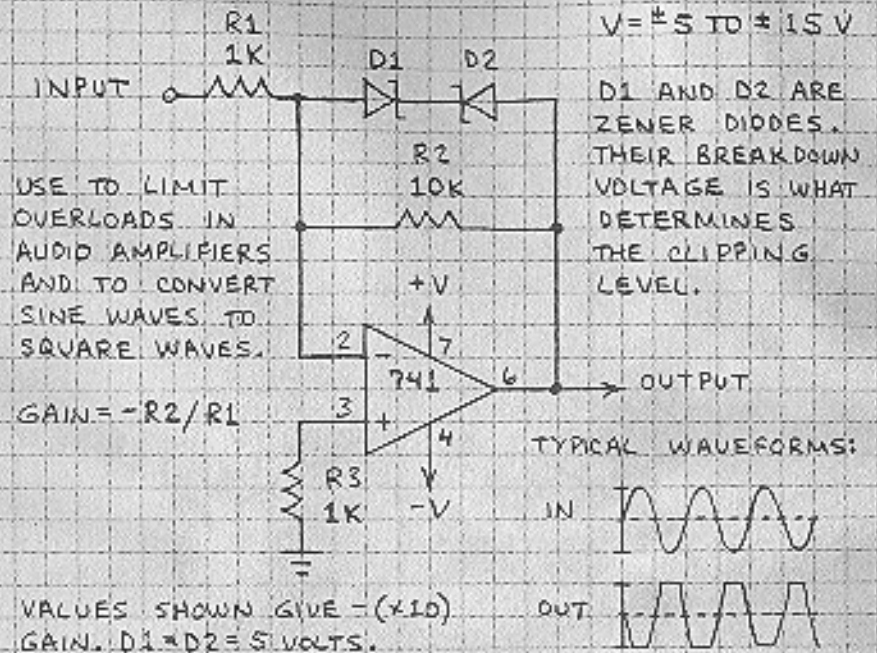 V = ± 5 TO ± 15 V
R1
1K
INPUT
D1 D2
D1 AND D2 ARE
ZENER DIODES.
THEIR BREAKDOWN
VOLTAGE IS WHAT
DETERMINES
THE CLIPPING
LEVEL.
R2
10K
USE TO LIMIT
OVERLOADS IN
AUDIO AMPLIFIERS
AND TO CONVERT
SINE WAVES TO
SQUARE WAVES.
GAIN = -R2/R1
+V
2 - 7
741 6
3 + 4
OUTPUT
R3
1K
-V
TYPICAL WAVEFORMS:
IN
OUT
VALUES SHOWN GIVE -(x10)
GAIN. D1 = D2 = 5 VOLTS.